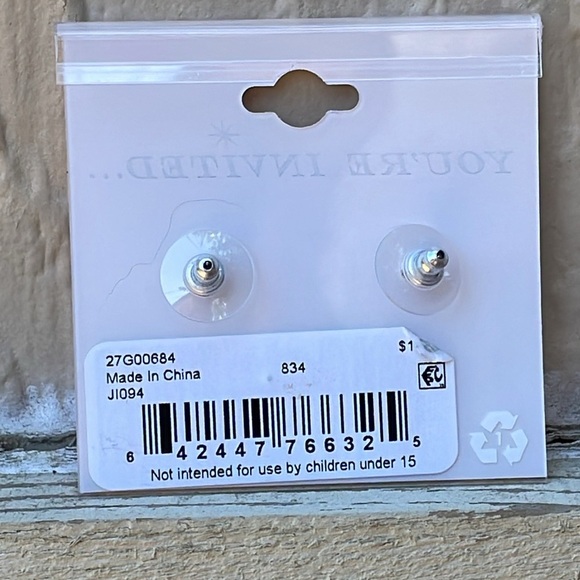 YOU'RE INVITED...
27G00684
$1
Made In China
834
JI094
6 42447 76632 5
Not intended for use by children under 15
1